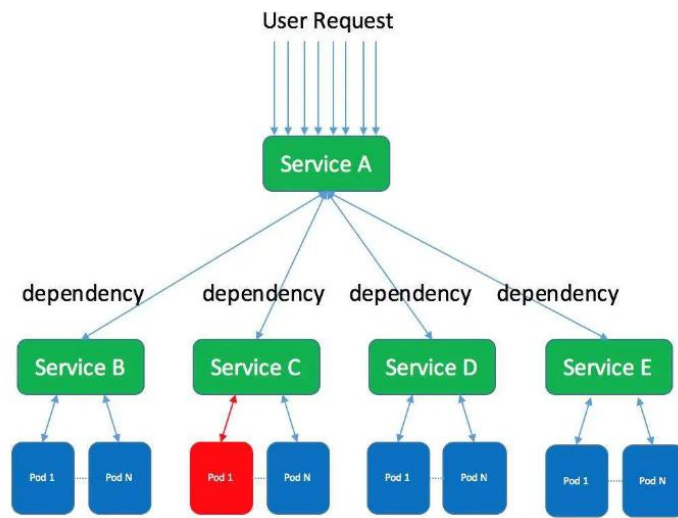 User Request
Service A
dependency
dependency
dependency
dependency
Service B
Service C
Service D
Service E
Pod 1
Pod N
Pod 1
Pod N
Pod 1
Pod N
Pod 1
Pod N